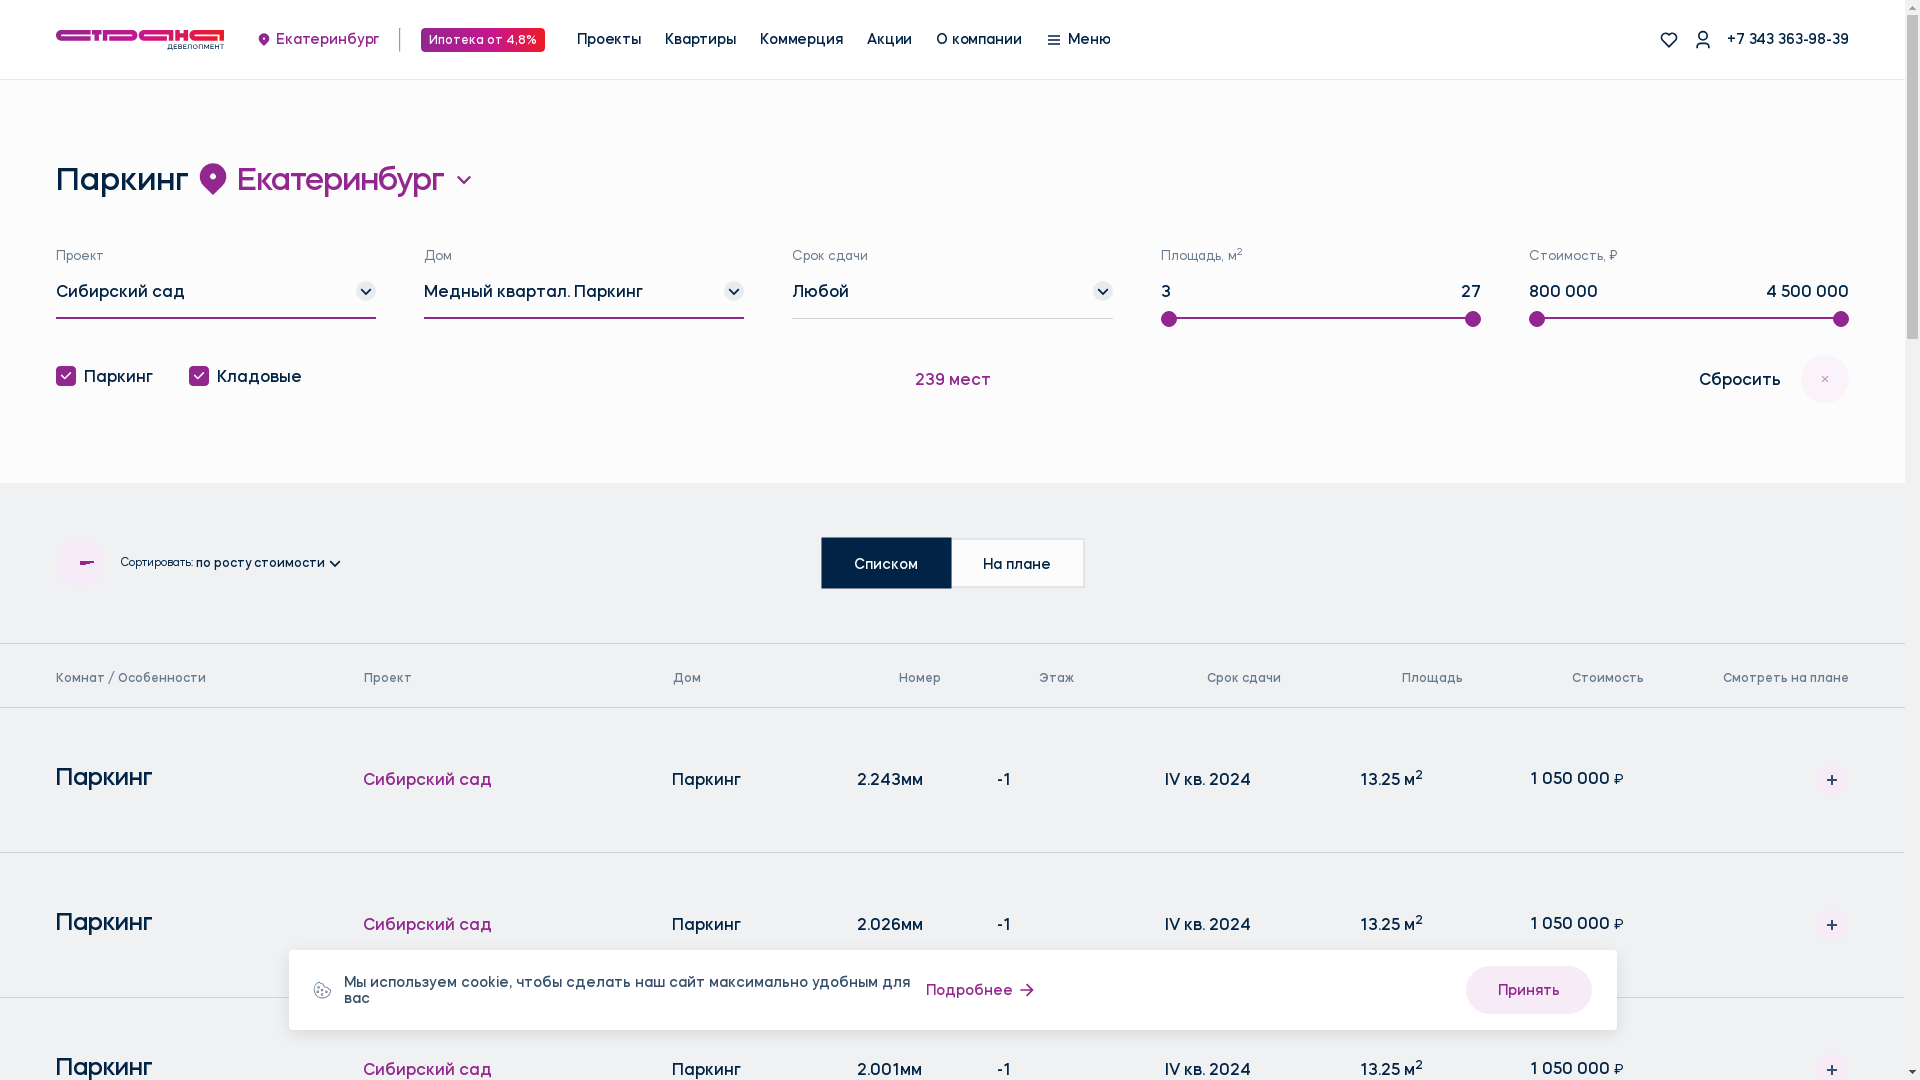 СТРАНА
ДЕВЕЛОПМЕНТ
Екатеринбург
Ипотека от 4,8%
Проекты
Квартиры
Коммерция
Акции
О компании
Меню
+7 343 363-98-39
Паркинг Екатеринбург
Проект
Дом
Срок сдачи
Площадь, м2
Стоимость, ₽
Сибирский сад
Медный квартал. Паркинг
Любой
3
27
800 000
4 500 000
Паркинг
Кладовые
239 мест
Сбросить
Сортировать: по росту стоимости
Списком
На плане
Комнат / Особенности
Проект
Дом
Номер
Этаж
Срок сдачи
Площадь
Стоимость
Смотреть на плане
Паркинг
Сибирский сад
Паркинг
2.243мм
-1
IV кв. 2024
13.25 м2
1 050 000 ₽
Паркинг
Сибирский сад
Паркинг
2.026мм
-1
IV кв. 2024
13.25 м2
1 050 000 ₽
Мы используем cookie, чтобы сделать наш сайт максимально удобным для
вас
Подробнее
Принять
Паркинг
Сибирский сад
Паркинг
2.001мм
-1
IV кв. 2024
13.25 м2
1 050 000 ₽